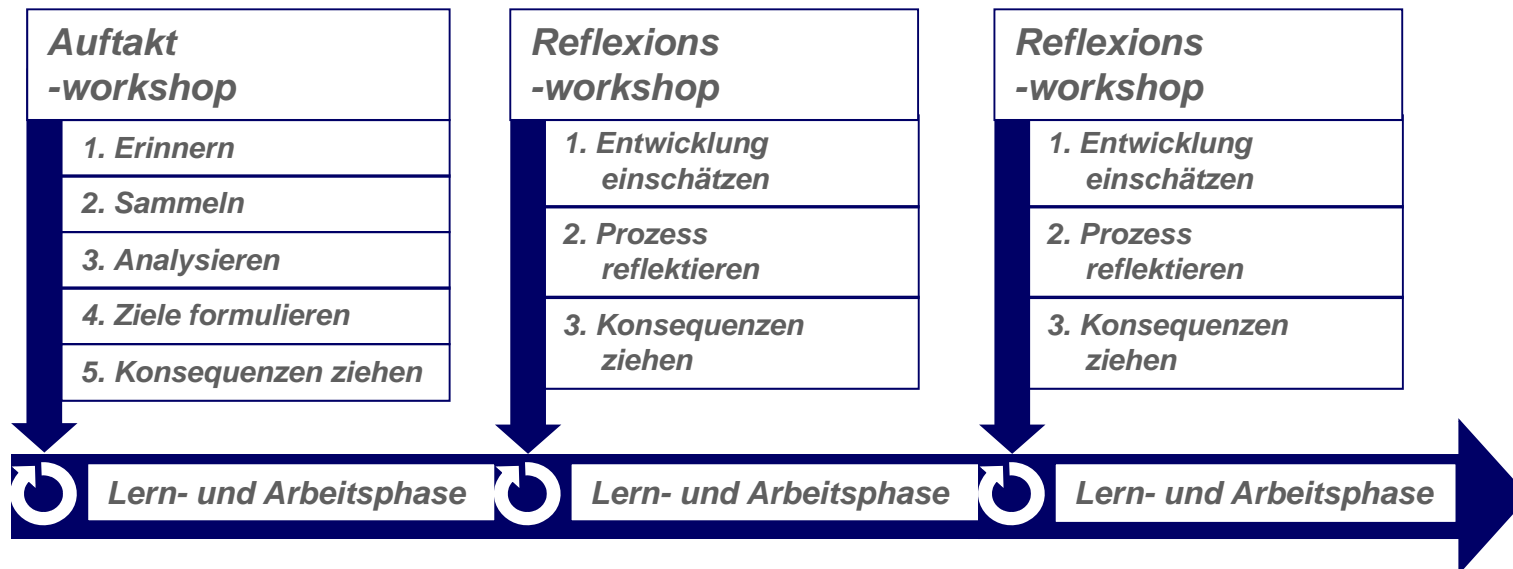 Auftakt
-workshop
1. Erinnern
2. Sammeln
3. Analysieren
4. Ziele formulieren
5. Konsequenzen ziehen
Reflexions
-workshop
1. Entwicklung
einschätzen
2. Prozess
reflektieren
3. Konsequenzen
ziehen
Reflexions
-workshop
1. Entwicklung
einschätzen
2. Prozess
reflektieren
3. Konsequenzen
ziehen
Lern- und Arbeitsphase
Lern- und Arbeitsphase
Lern- und Arbeitsphase